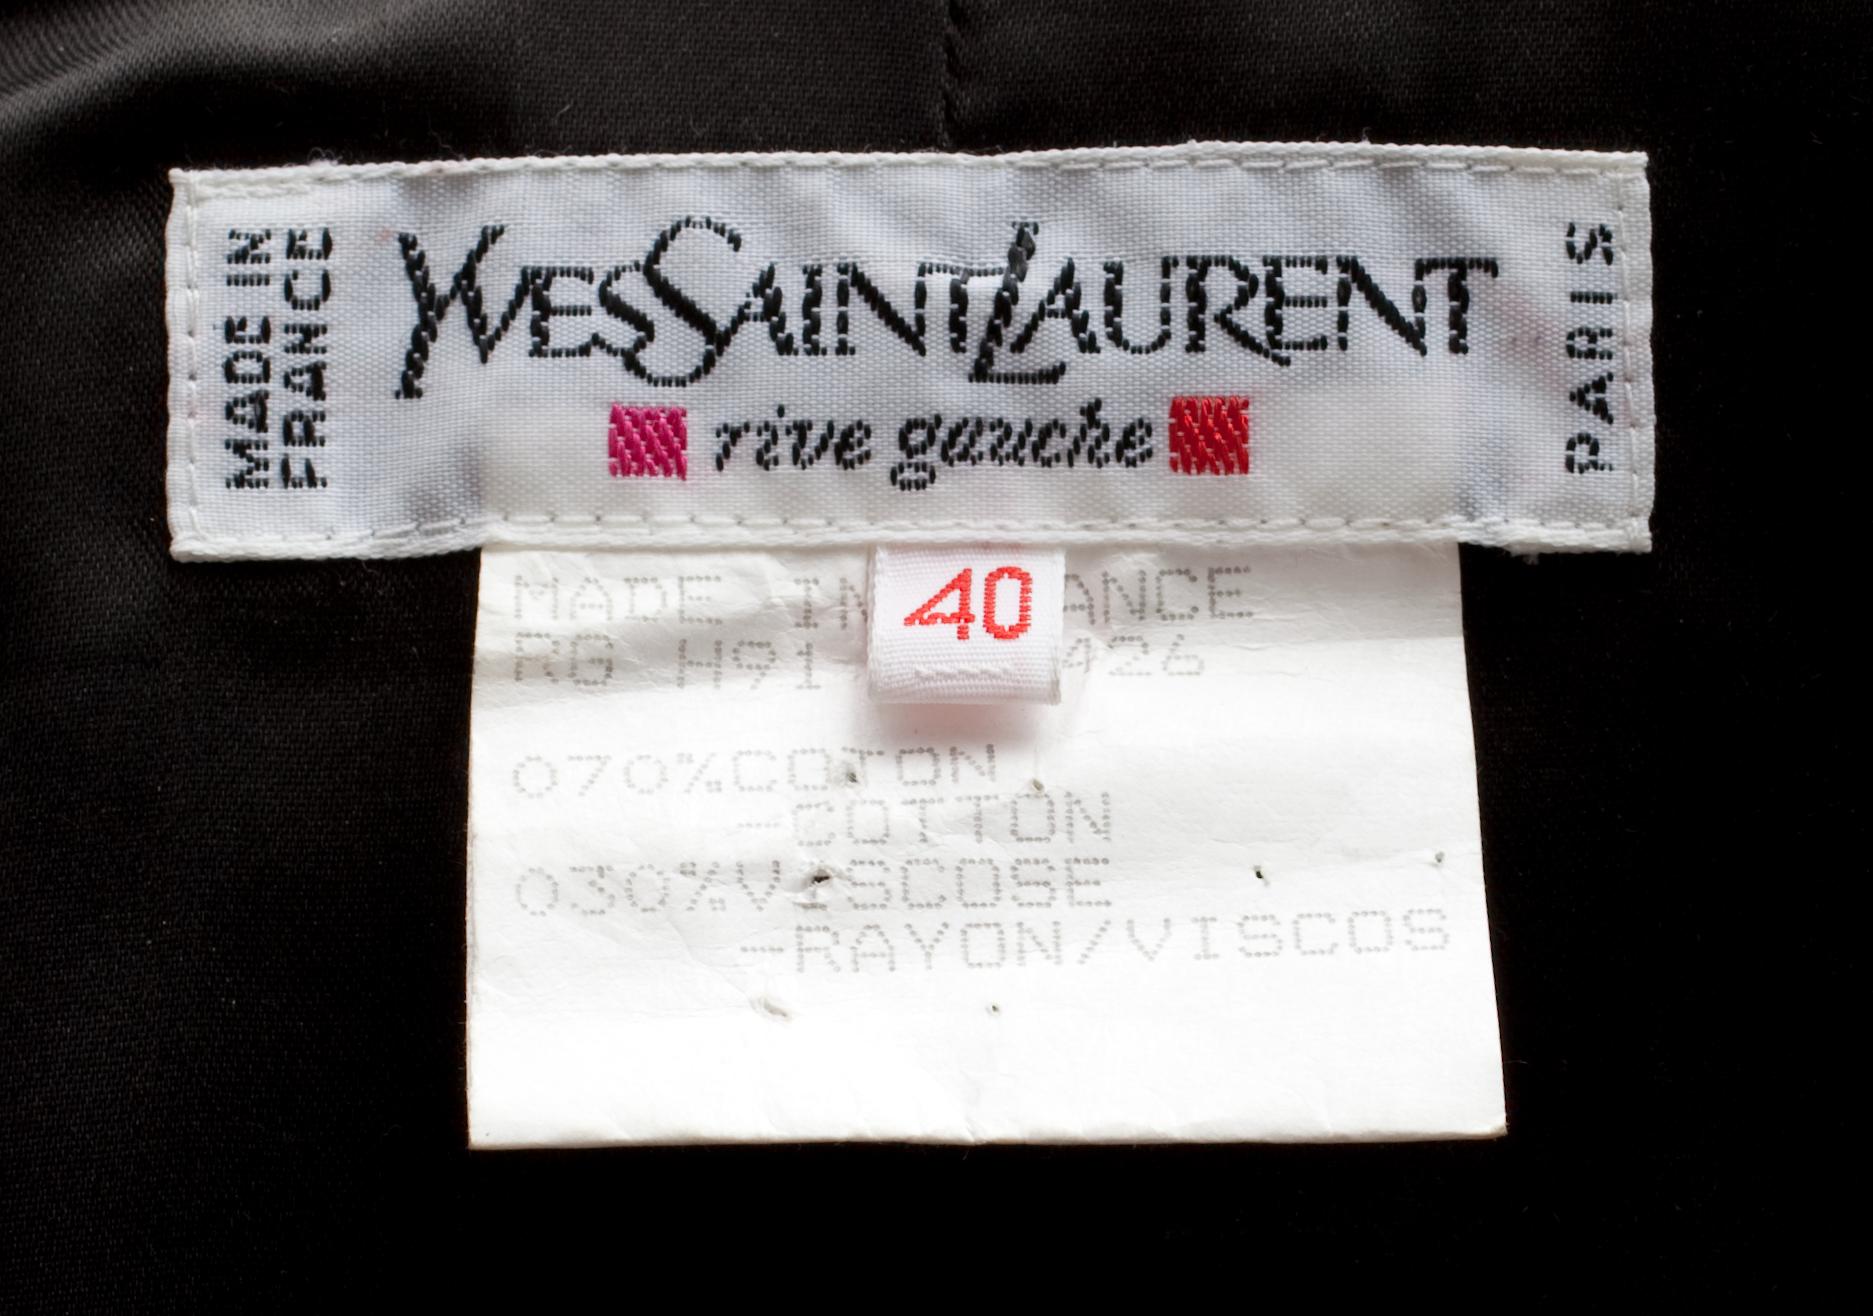 MADE IN
FRANCE
YVESSAINTLAURENT
rive gauche
PARIS
40
MADE IN ANCE
H91 426
070%COTON
-COTTON
030%VISCOSE
-RAYON/VISCOS